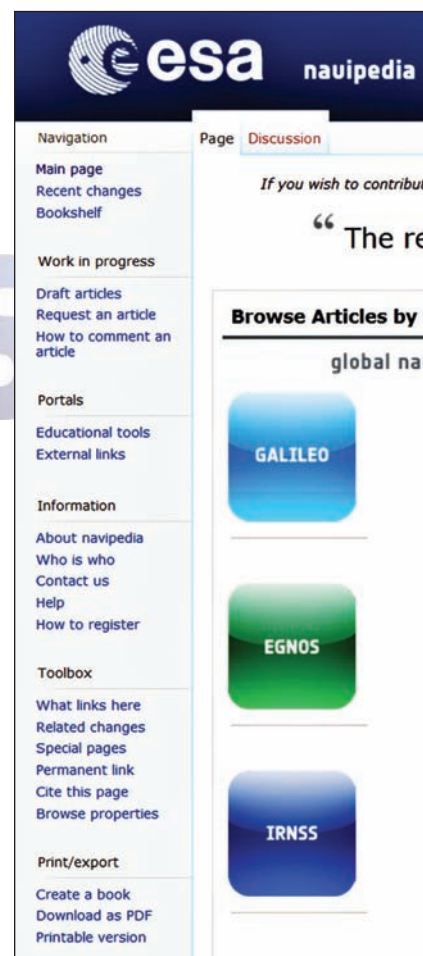 esa navipedia
Navigation
Main page
Recent changes
Bookshelf
Work in progress
Draft articles
Request an article
How to comment an
article
Portals
Educational tools
External links
Information
About navipedia
Who is who
Contact us
Help
How to register
Toolbox
What links here
Related changes
Special pages
Permanent link
Cite this page
Browse properties
Print/export
Create a book
Download as PDF
Printable version
Page Discussion
If you wish to contribut
“ The re
Browse Articles by
global na
GALILEO
EGNOS
IRNSS